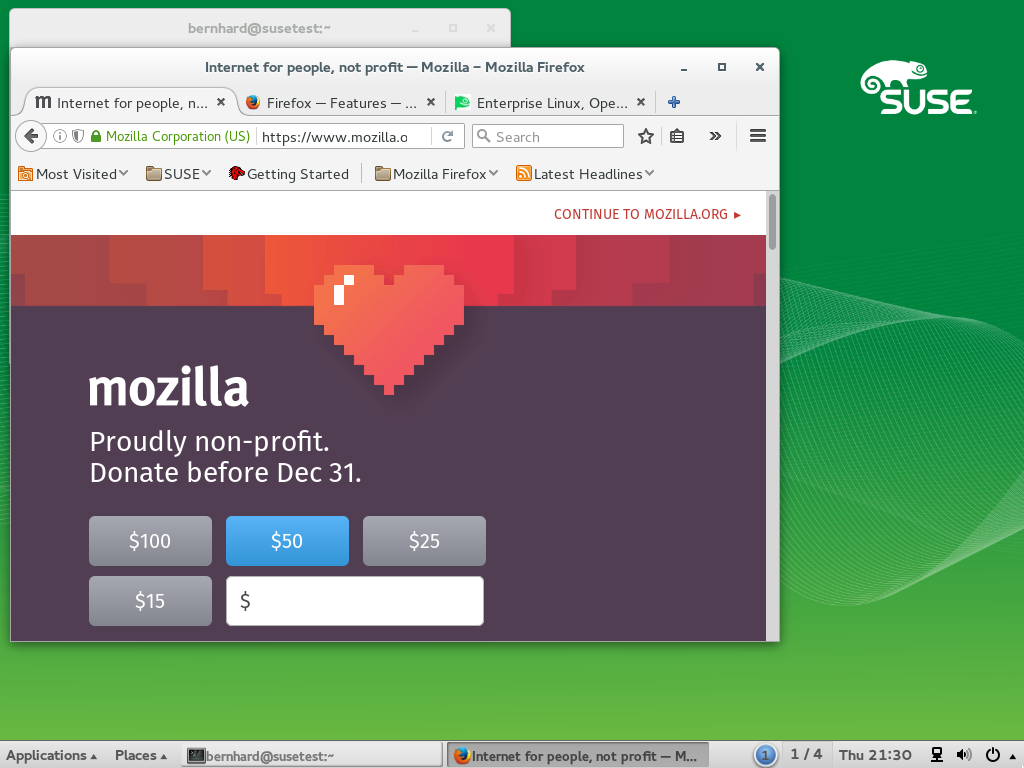 bernhard@susetest:~
SUSE
Internet for people, not profit — Mozilla – Mozilla Firefox
m Internet for people, n...
Firefox — Features — ...
Enterprise Linux, Ope...
Mozilla Corporation (US)
https://www.mozilla.o
Search
Most Visited
SUSE
Getting Started
Mozilla Firefox
Latest Headlines
CONTINUE TO MOZILLA.ORG ►
mozilla
Proudly non-profit.
Donate before Dec 31.
$100
$50
$25
$15
$
Applications
Places
bernhard@susetest:~
Internet for people, not profit — M...
1
1 / 4
Thu 21:30